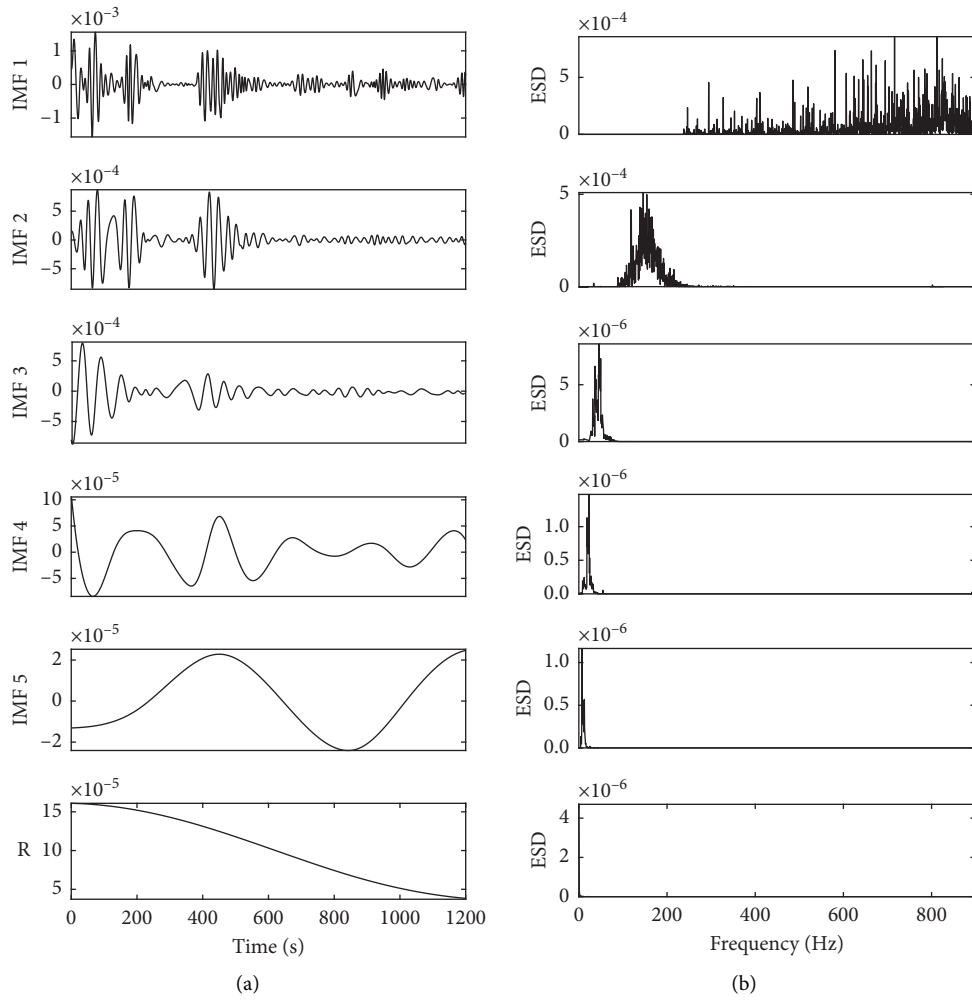 ×10⁻³
IMF 1
1
0
−1
×10⁻⁴
IMF 2
5
0
−5
×10⁻⁴
IMF 3
5
0
−5
×10⁻⁵
IMF 4
10
5
0
−5
×10⁻⁵
IMF 5
2
0
−2
×10⁻⁵
R
15
10
5
0 200 400 600 800 1000 1200
Time (s)
(a)
×10⁻⁴
ESD
5
0
×10⁻⁴
ESD
5
0
×10⁻⁶
ESD
5
0
×10⁻⁶
ESD
1.0
0.5
0.0
×10⁻⁶
ESD
1.0
0.5
0.0
×10⁻⁶
ESD
4
2
0
0 200 400 600 800
Frequency (Hz)
(b)